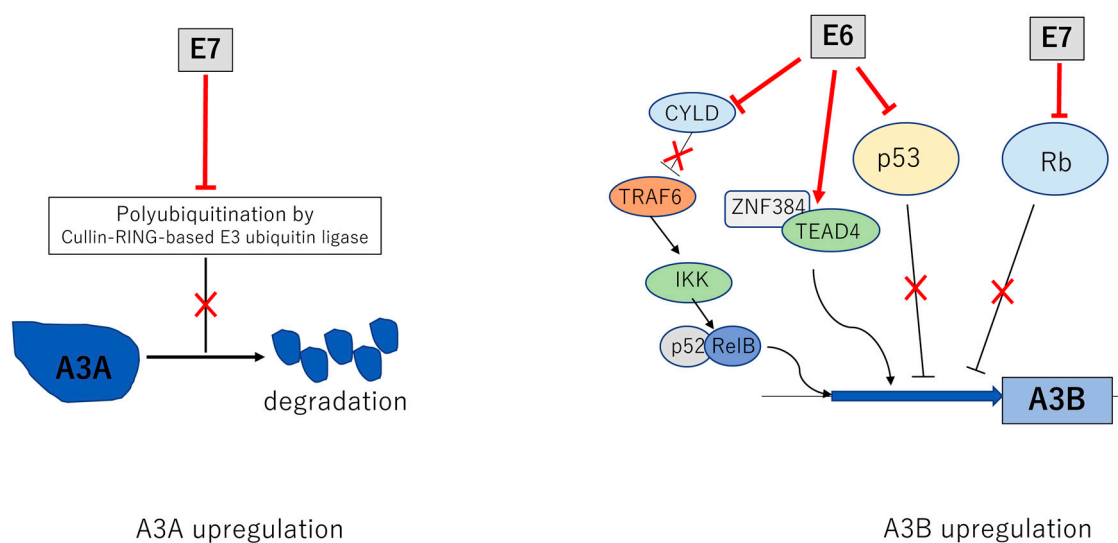 E7
Polyubiquitination by
Cullin-RING-based E3 ubiquitin ligase
A3A
degradation
A3A upregulation
E6
E7
CYLD
p53
Rb
TRAF6
ZNF384
TEAD4
IKK
p52
RelB
A3B
A3B upregulation